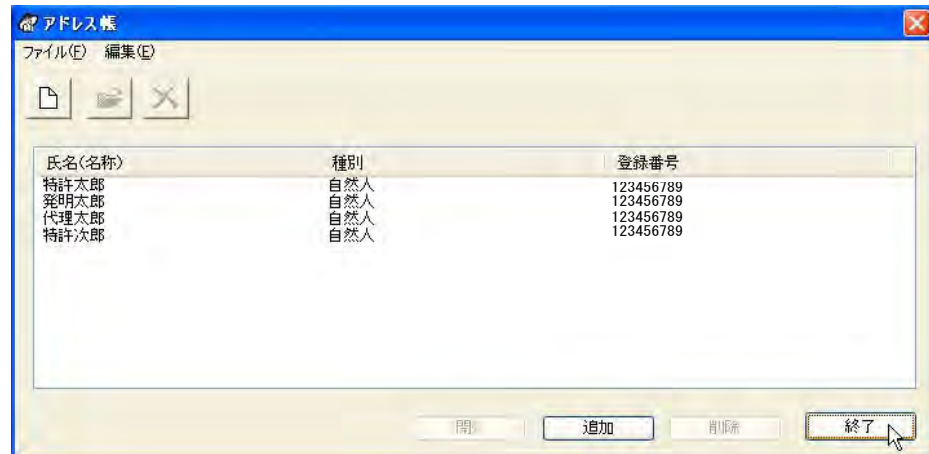 アドレス帳
ファイル(F) 編集(E)
氏名(名称) 種別 登録番号
特許太郎 自然人 123456789
発明太郎 自然人 123456789
代理太郎 自然人 123456789
特許次郎 自然人 123456789
追加 削除 終了